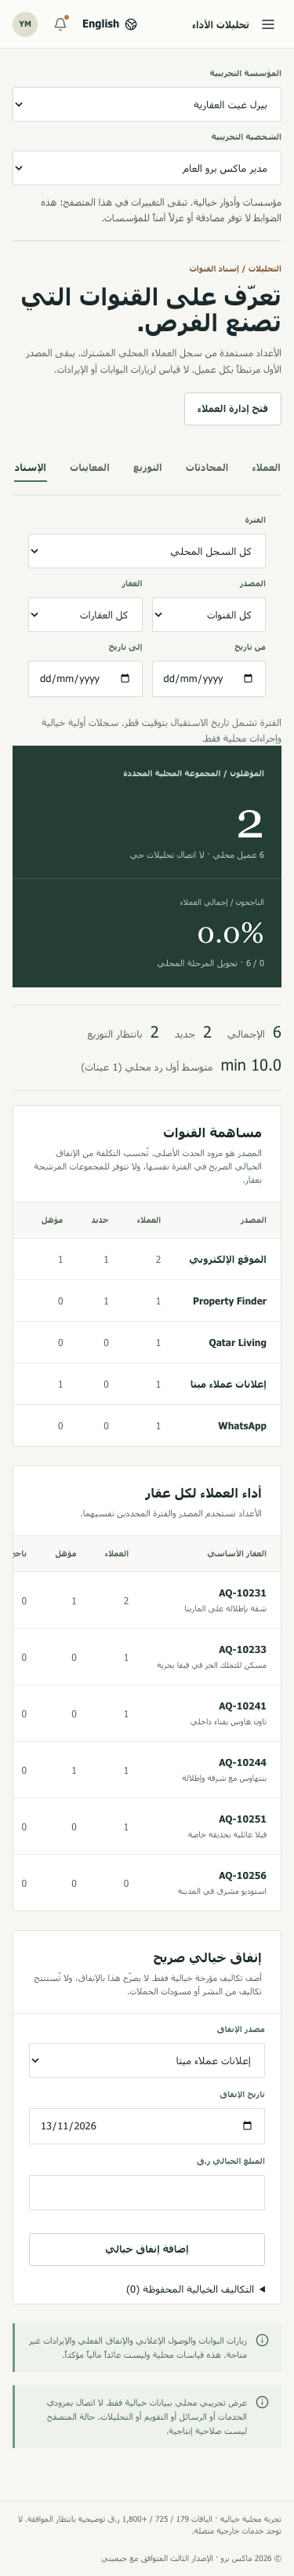 تحليلات الأداء
English
YM
المؤسسة التجريبية
بيرل غيت العقارية
الشخصية التجريبية
مدير ماكس برو العام
مؤسسات وأدوار خيالية. تبقى التغييرات في هذا المتصفح؛ هذه
الضوابط لا توفر مصادقة أو عزلاً آمناً للمؤسسات.
التحليلات / إسناد القنوات
تعرّف على القنوات التي
تصنع الفرص.
الأعداد مستمدة من سجل العملاء المحلي المشترك. يبقى المصدر
الأول مرتبطاً بكل عميل. لا قياس لزيارات البوابات أو الإيرادات.
فتح إدارة العملاء
العملاء
المحادثات
التوزيع
المعاينات
الإسناد
الفترة
كل السجل المحلي
المصدر
العقار
كل القنوات
كل العقارات
من تاريخ
إلى تاريخ
dd/mm/yyyy
dd/mm/yyyy
الفترة تشمل تاريخ الاستقبال بتوقيت قطر. سجلات أولية خيالية
وإجراءات محلية فقط.
المؤهلون / المجموعة المحلية المحددة
2
6 عميل محلي · لا اتصال تحليلات حي
الناجحون / إجمالي العملاء
0.0%
0 / 6 · تحويل المرحلة المحلي
6 الإجمالي
2 جديد
2 بانتظار التوزيع
10.0 min متوسط أول رد محلي (1 عينات)
مساهمة القنوات
المصدر هو مزود الحدث الأصلي. تُحسب التكلفة من الإنفاق
الخيالي الصريح في الفترة نفسها، ولا تتوفر للمجموعات المرشحة
بعقار.
المصدر العملاء جديد مؤهل
الموقع الإلكتروني 2 1 1
Property Finder 1 1 0
Qatar Living 1 0 0
إعلانات عملاء ميتا 1 0 1
WhatsApp 1 0 0
أداء العملاء لكل عقار
الأعداد تستخدم المصدر والفترة المحددين نفسيهما.
العقار الأساسي العملاء مؤهل
AQ-10231
شقة بإطلالة على المارينا
2 1 0
AQ-10233
مسكن للتملك الحر في فيفا بحرية
1 0 0
AQ-10241
تاون هاوس بفناء داخلي
1 0 0
AQ-10244
بنتهاوس مع شرفة وإطلالة
1 1 0
AQ-10251
فيلا عائلية بحديقة خاصة
1 0 0
AQ-10256
استوديو مشرق في المدينة
0 0 0
إنفاق خيالي صريح
أضف تكاليف مؤرخة خيالية فقط. لا يصرّح هذا بالإنفاق، ولا تُستنتج
تكاليف من النشر أو مسودات الحملات.
مصدر الإنفاق
إعلانات عملاء ميتا
تاريخ الإنفاق
13/11/2026
المبلغ الخيالي ر.ق
إضافة إنفاق خيالي
التكاليف الخيالية المحفوظة (0)
زيارات البوابات والوصول الإعلاني والإنفاق الفعلي والإيرادات غير
متاحة. هذه قياسات محلية وليست عائداً مالياً مؤكداً.
عرض تجريبي محلي ببيانات خيالية فقط. لا اتصال بمزودي
الخدمات أو الرسائل أو التقويم أو التحليلات. حالة المتصفح
ليست صلاحية إنتاجية.
تجربة محلية خيالية · الباقات 179 / 725 / +1,800 ر.ق توضيحية بانتظار الموافقة. لا
توجد خدمات خارجية متصلة.
© 2026 ماكس برو · الإصدار الثالث المتوافق مع جيميني